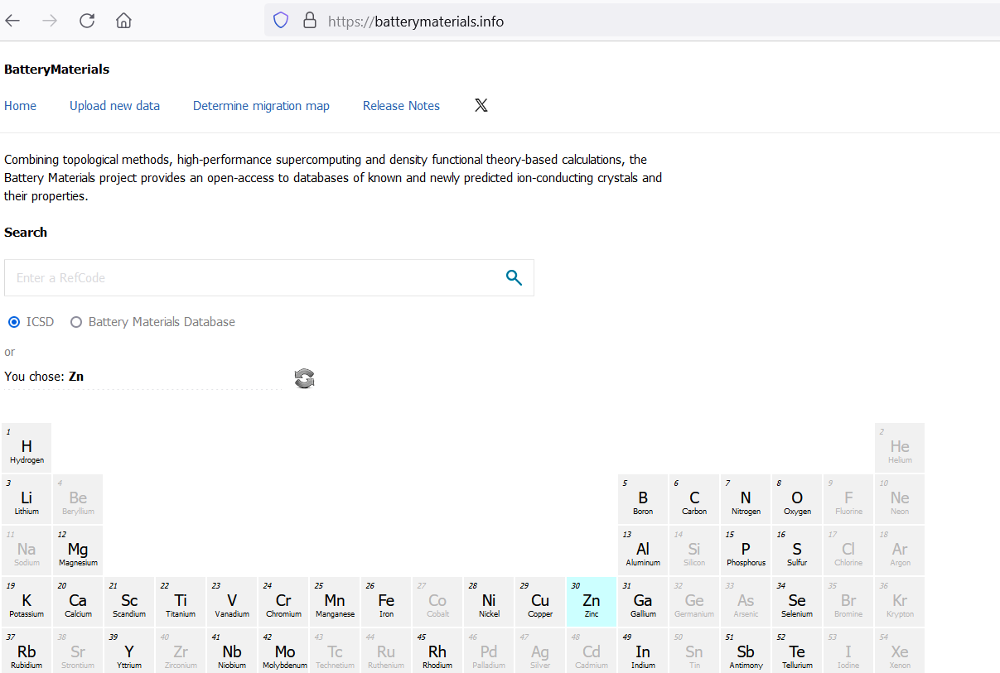 https://batterymaterials.info
BatteryMaterials
Home Upload new data Determine migration map Release Notes X
Combining topological methods, high-performance supercomputing and density functional theory-based calculations, the
Battery Materials project provides an open-access to databases of known and newly predicted ion-conducting crystals and
their properties.
Search
Enter a RefCode
ICSD Battery Materials Database
or
You chose: Zn
1 2
H He
Hydrogen Helium
3 4 5 6 7 8 9 10
Li Be B C N O F Ne
Lithium Beryllium Boron Carbon Nitrogen Oxygen Fluorine Neon
11 12 13 14 15 16 17 18
Na Mg Al Si P S Cl Ar
Sodium Magnesium Aluminum Silicon Phosphorus Sulfur Chlorine Argon
19 20 21 22 23 24 25 26 27 28 29 30 31 32 33 34 35 36
K Ca Sc Ti V Cr Mn Fe Co Ni Cu Zn Ga Ge As Se Br Kr
Potassium Calcium Scandium Titanium Vanadium Chromium Manganese Iron Cobalt Nickel Copper Zinc Gallium Germanium Arsenic Selenium Bromine Krypton
37 38 39 40 41 42 43 44 45 46 47 48 49 50 51 52 53 54
Rb Sr Y Zr Nb Mo Tc Ru Rh Pd Ag Cd In Sn Sb Te I Xe
Rubidium Strontium Yttrium Zirconium Niobium Molybdenum Technetium Ruthenium Rhodium Palladium Silver Cadmium Indium Tin Antimony Tellurium Iodine Xenon